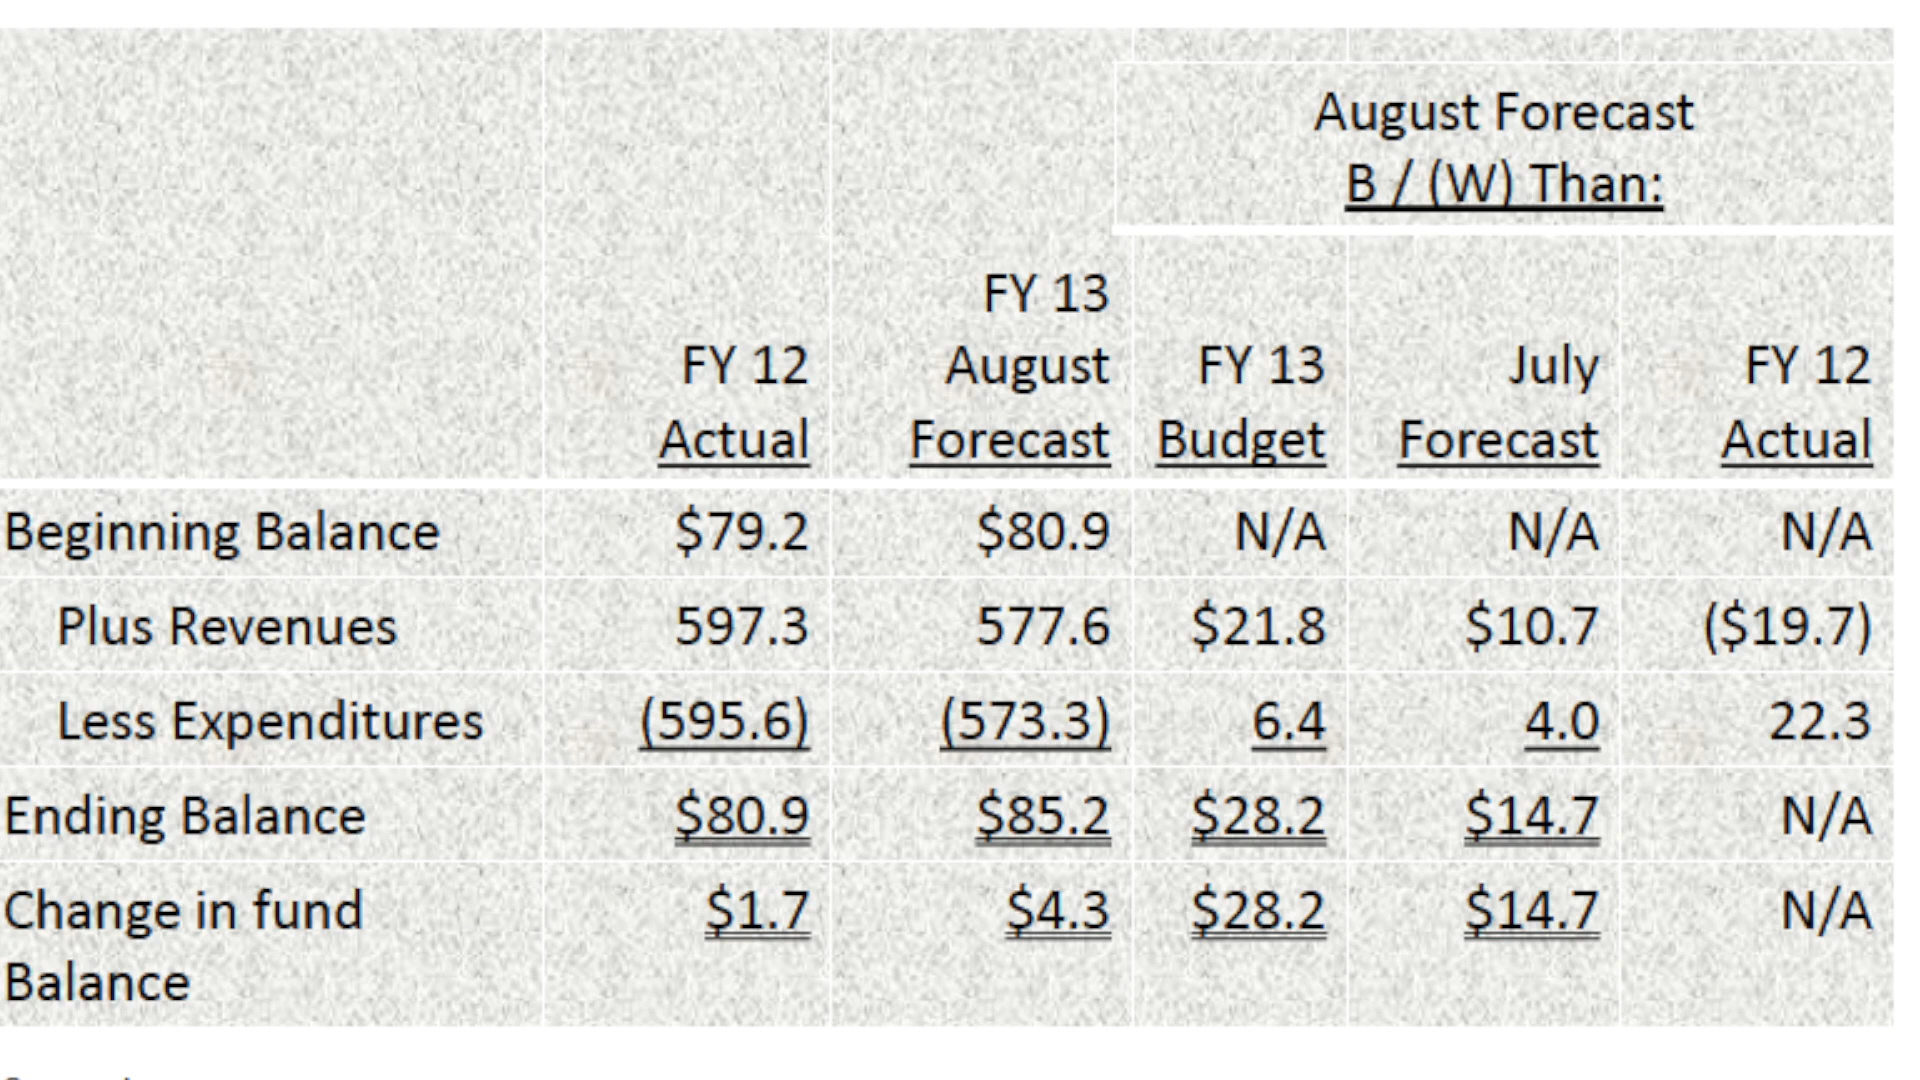 August Forecast
B / (W) Than:
FY 13
FY 12 August FY 13 July FY 12
Actual Forecast Budget Forecast Actual
Beginning Balance $79.2 $80.9 N/A N/A N/A
Plus Revenues 597.3 577.6 $21.8 $10.7 ($19.7)
Less Expenditures (595.6) (573.3) 6.4 4.0 22.3
Ending Balance $80.9 $85.2 $28.2 $14.7 N/A
Change in fund $1.7 $4.3 $28.2 $14.7 N/A
Balance